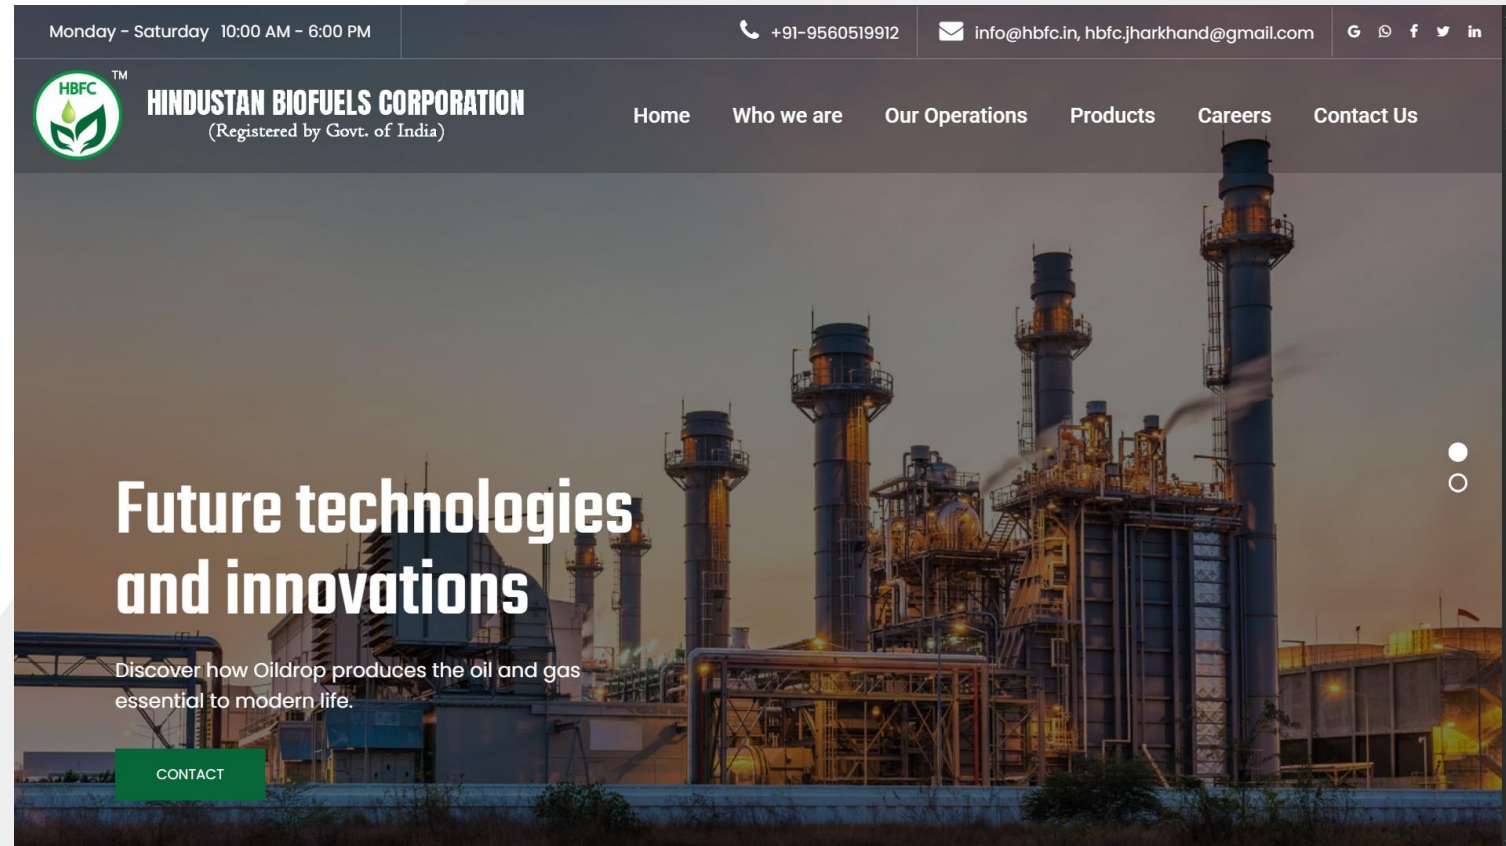 Monday - Saturday 10:00 AM - 6:00 PM
+91-9560519912
info@hbfc.in, hbfc.jharkhand@gmail.com
HBFC
TM
HINDUSTAN BIOFUELS CORPORATION
(Registered by Govt. of India)
Home Who we are Our Operations Products Careers Contact Us
Future technologies
and innovations
Discover how Oildrop produces the oil and gas
essential to modern life.
CONTACT